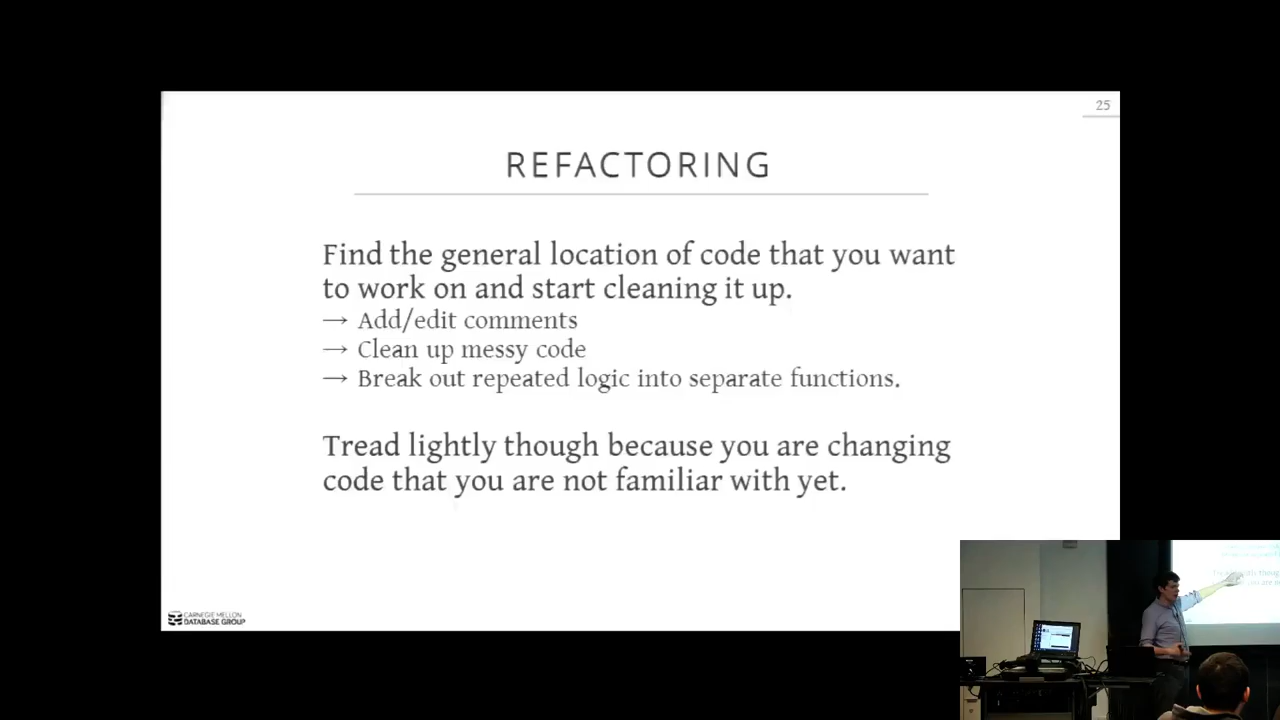 25
REFACTORING
Find the general location of code that you want
to work on and start cleaning it up.
→ Add/edit comments
→ Clean up messy code
→ Break out repeated logic into separate functions.
Tread lightly though because you are changing
code that you are not familiar with yet.
CARNEGIE MELLON
DATABASE GROUP